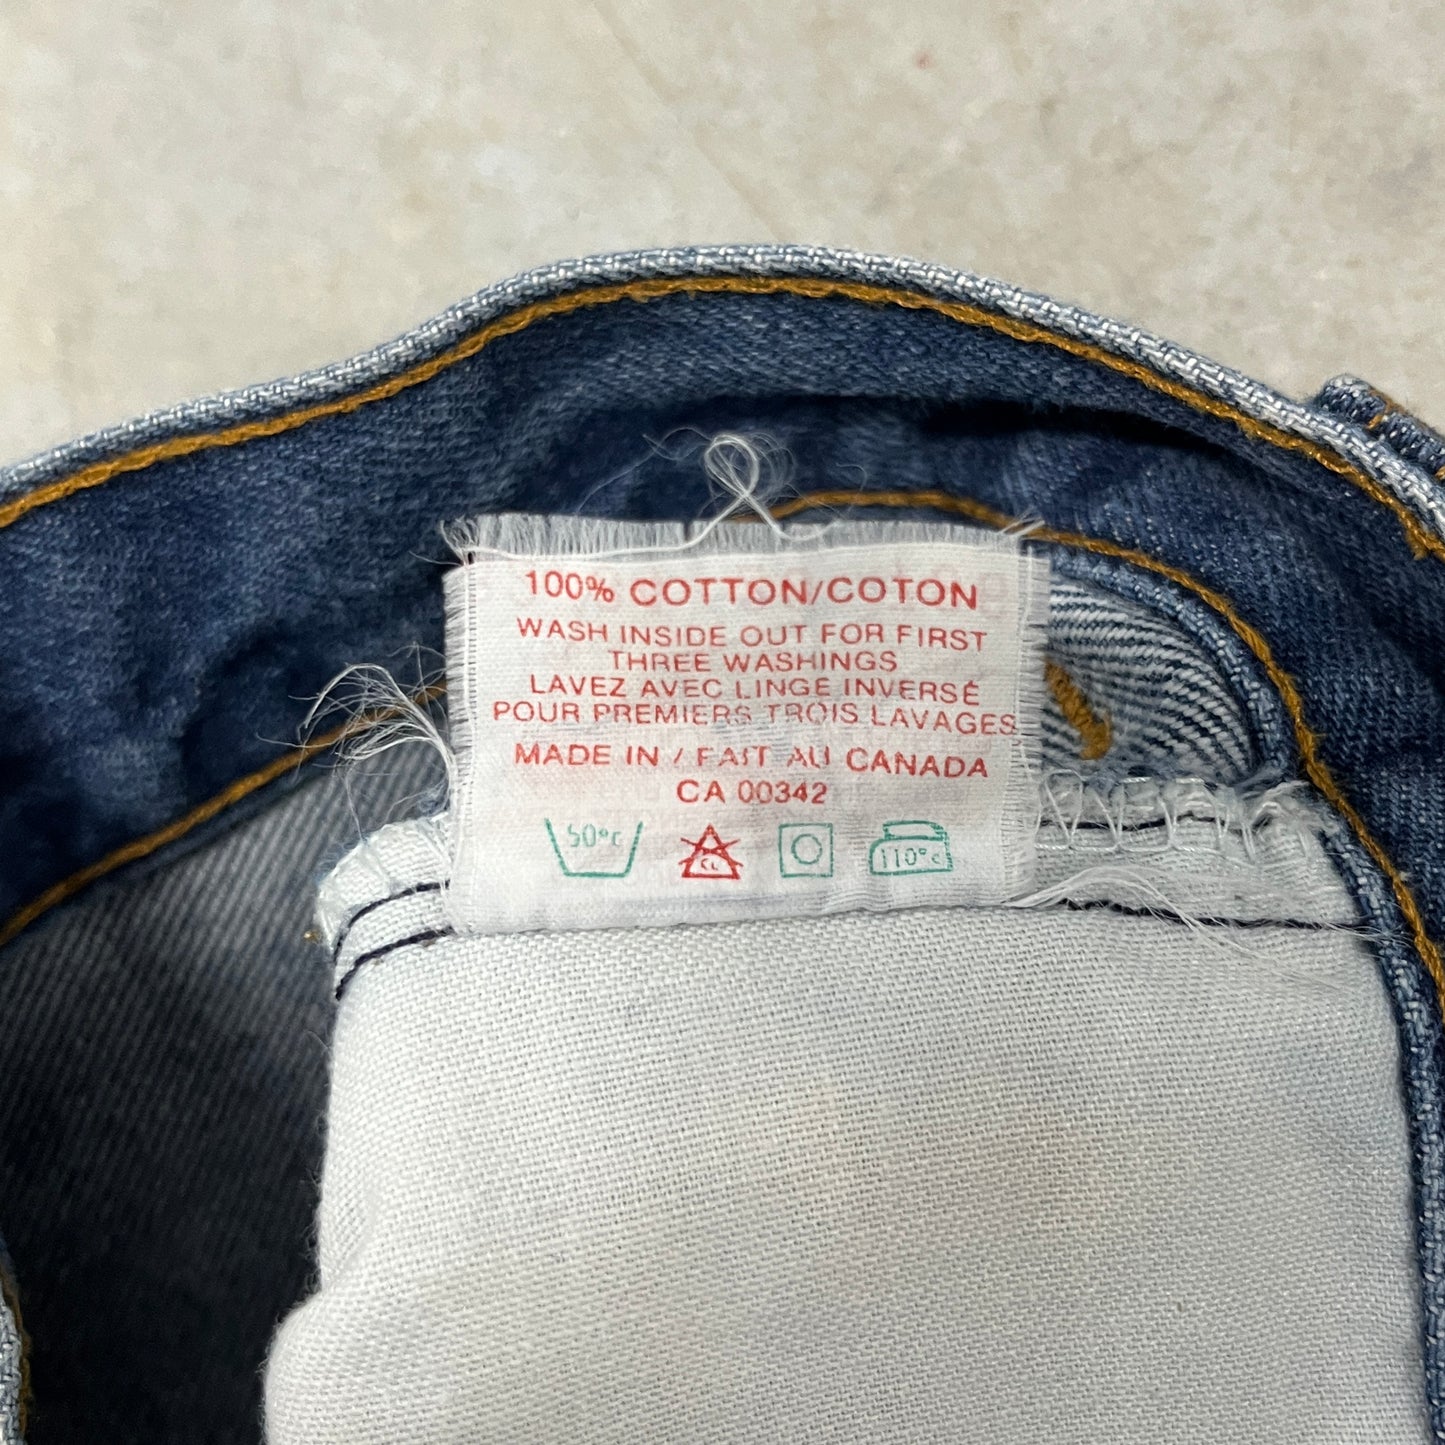 100% COTTON/COTON
WASH INSIDE OUT FOR FIRST
THREE WASHINGS
LAVEZ AVEC LINGE INVERSÉ
POUR PREMIERS TROIS LAVAGES
MADE IN / FAIT AU CANADA
CA 00342
50°C CL 110°C